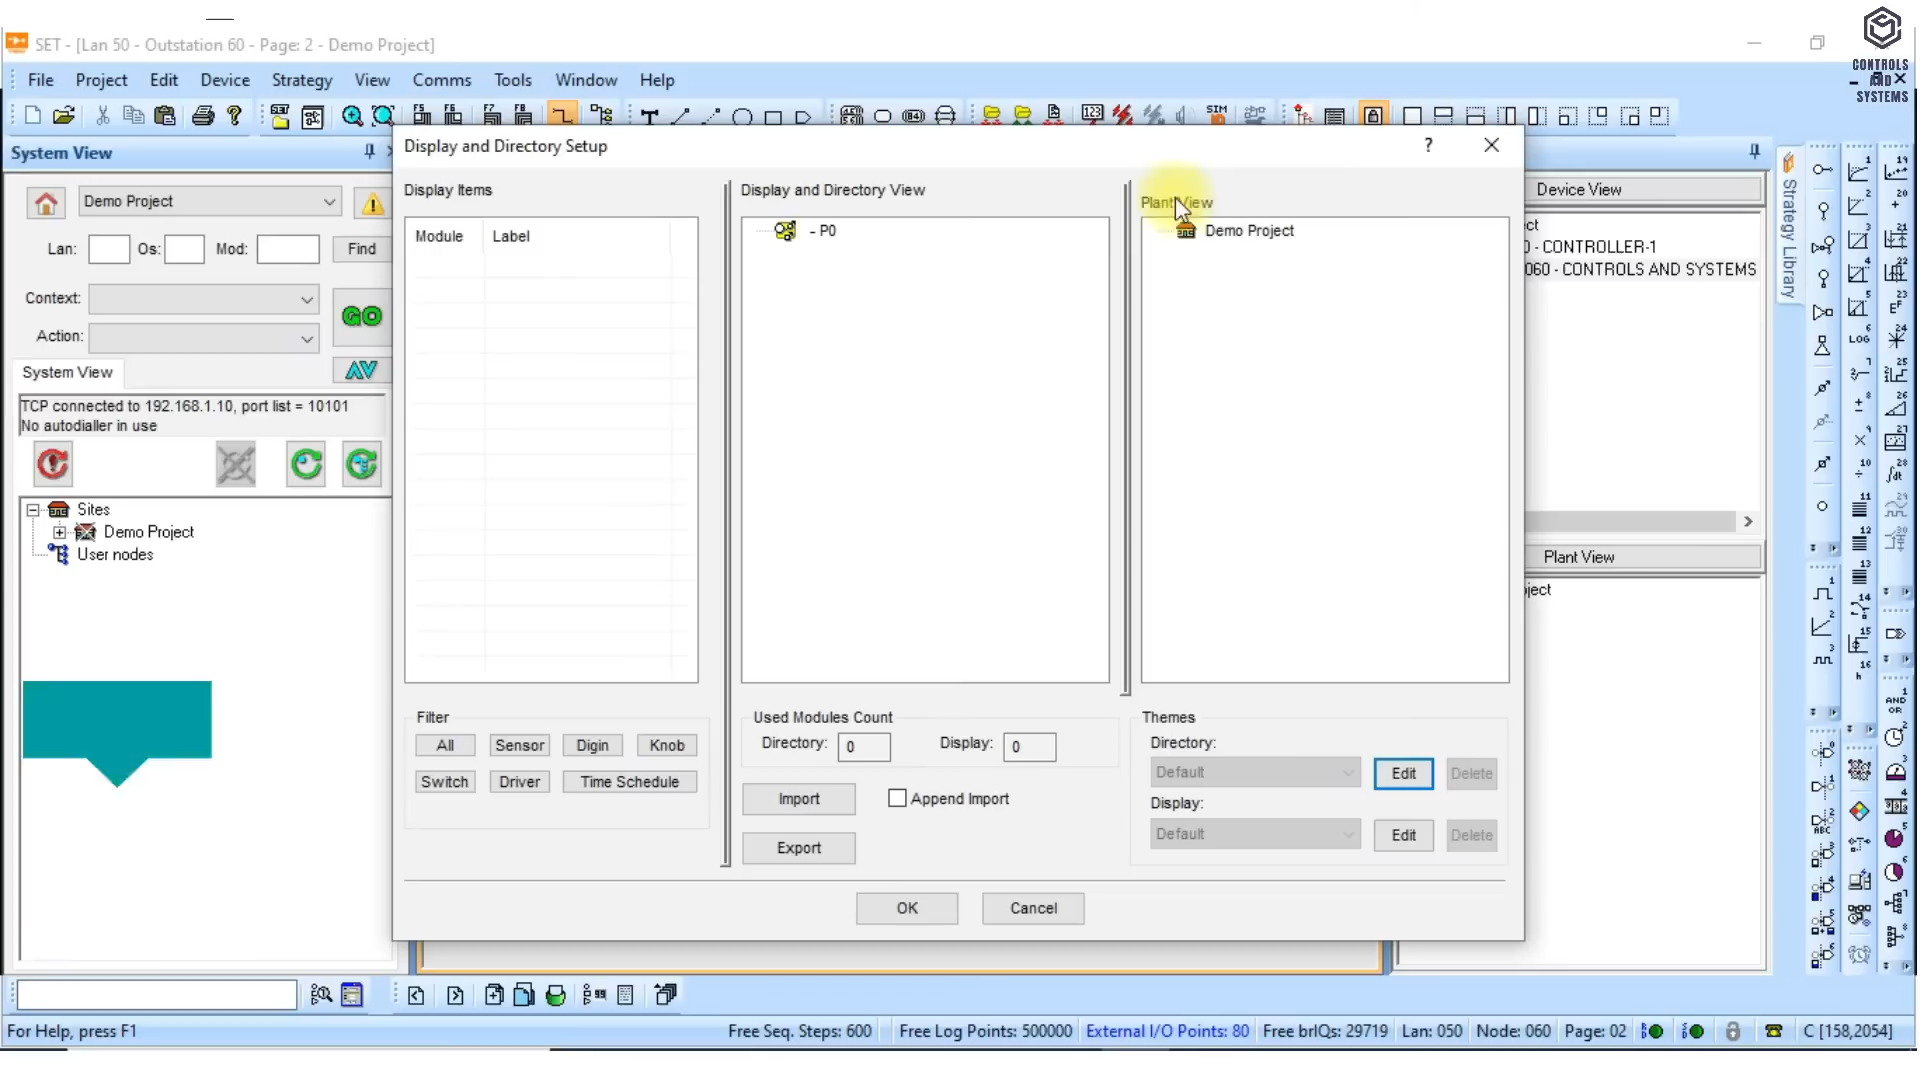 CONTROLS
AND
SYSTEMS
SET - [Lan 50 - Outstation 60 - Page: 2 - Demo Project]
File Project Edit Device Strategy View Comms Tools Window Help
System View
Demo Project
Lan: Os: Mod: Find
Context:
GO
Action:
System View
TCP connected to 192.168.1.10, port list = 10101
No autodialler in use
Sites
Demo Project
User nodes
Display and Directory Setup
?
Display Items
Module Label
Display and Directory View
- P0
Plant View
Demo Project
Filter
All Sensor Digin Knob
Switch Driver Time Schedule
Used Modules Count
Directory: 0 Display: 0
Import Append Import
Export
Themes
Directory:
Default Edit Delete
Display:
Default Edit Delete
OK Cancel
Device View
ct
0 - CONTROLLER-1
060 - CONTROLS AND SYSTEMS
Plant View
ject
Strategy Library
For Help, press F1 Free Seq. Steps: 600 Free Log Points: 500000 External I/O Points: 80 Free brIQs: 29719 Lan: 050 Node: 060 Page: 02 C [158,2054]